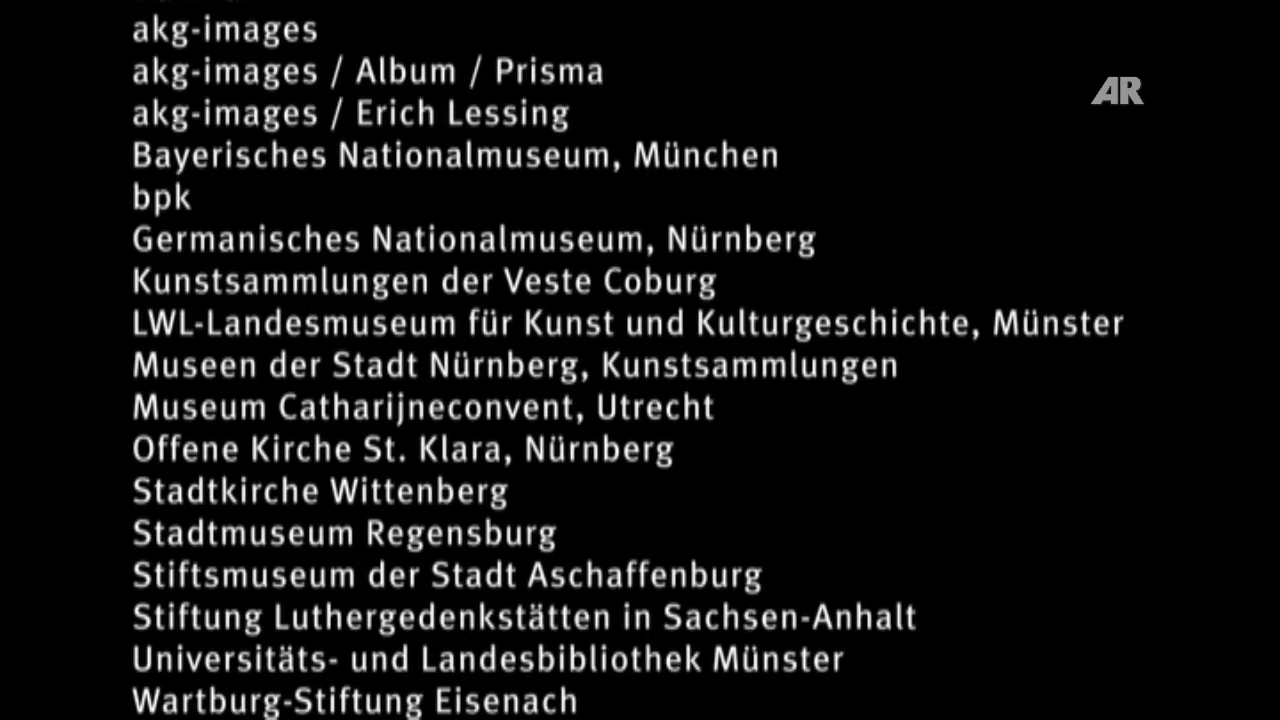 akg-images
akg-images / Album / Prisma
AR
akg-images / Erich Lessing
Bayerisches Nationalmuseum, München
bpk
Germanisches Nationalmuseum, Nürnberg
Kunstsammlungen der Veste Coburg
LWL-Landesmuseum für Kunst und Kulturgeschichte, Münster
Museen der Stadt Nürnberg, Kunstsammlungen
Museum Catharijneconvent, Utrecht
Offene Kirche St. Klara, Nürnberg
Stadtkirche Wittenberg
Stadtmuseum Regensburg
Stiftsmuseum der Stadt Aschaffenburg
Stiftung Luthergedenkstätten in Sachsen-Anhalt
Universitäts- und Landesbibliothek Münster
Wartburg-Stiftung Eisenach